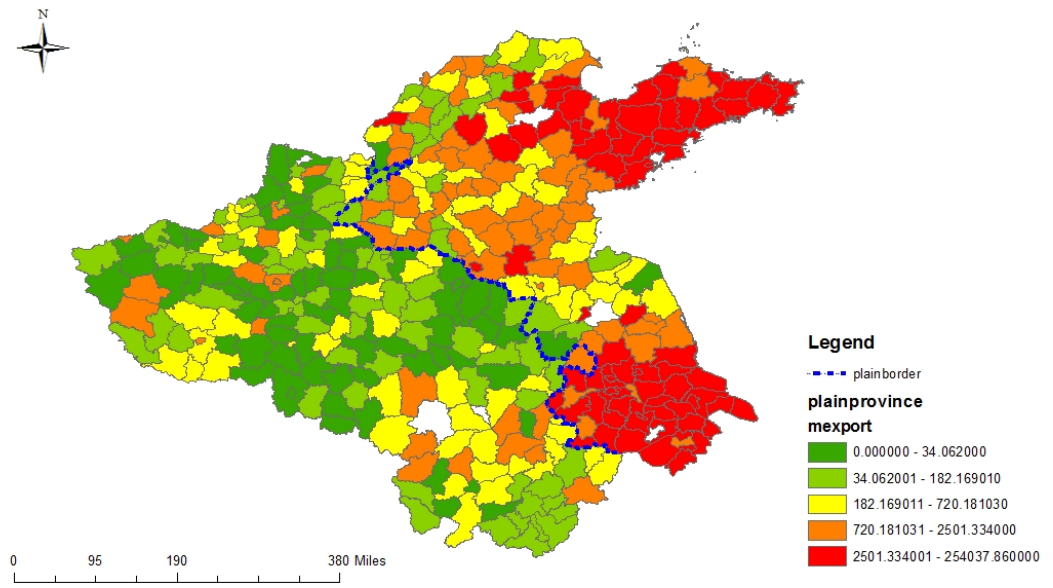 N
Legend
plainborder
plainprovince
mexport
0.000000 - 34.062000
34.062001 - 182.169010
182.169011 - 720.181030
720.181031 - 2501.334000
2501.334001 - 254037.860000
0 95 190 380 Miles